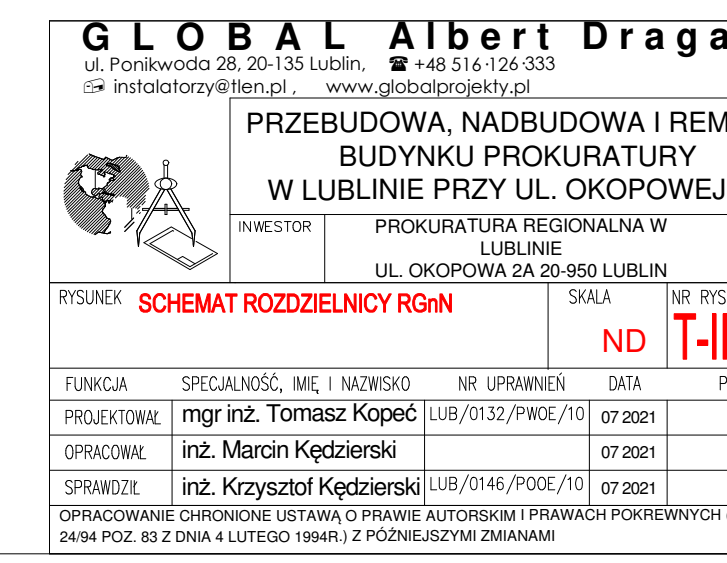 GLOBAL Albert Draga
ul. Ponikwoda 28, 20-135 Lublin, ☎ +48 516·126·333
instalatorzy@tlen.pl , www.globalprojekty.pl
PRZEBUDOWA, NADBUDOWA I REM
BUDYNKU PROKURATURY
W LUBLINIE PRZY UL. OKOPOWEJ
INWESTOR PROKURATURA REGIONALNA W
LUBLINIE
UL. OKOPOWA 2A 20-950 LUBLIN
RYSUNEK SCHEMAT ROZDZIELNICY RGnN SKALA NR RYS
ND T-II
FUNKCJA SPECJALNOŚĆ, IMIĘ I NAZWISKO NR UPRAWNIEŃ DATA P
PROJEKTOWAŁ mgr inż. Tomasz Kopeć LUB/0132/PWOE/10 07 2021
OPRACOWAŁ inż. Marcin Kędzierski 07 2021
SPRAWDZIŁ inż. Krzysztof Kędzierski LUB/0146/POOE/10 07 2021
OPRACOWANIE CHRONIONE USTAWĄ O PRAWIE AUTORSKIM I PRAWACH POKREWNYCH (
24/94 POZ. 83 Z DNIA 4 LUTEGO 1994R.) Z PÓŹNIEJSZYMI ZMIANAMI